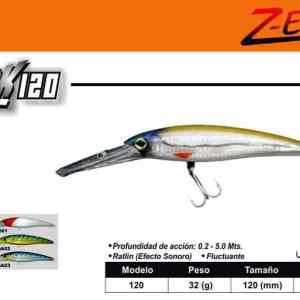 Z-E
120
•Profundidad de acción: 0.2 - 5.0 Mts.
•Ratlin (Efecto Sonoro) •Fluctuante
Modelo Peso Tamaño
120 32 (g) 120 (mm)